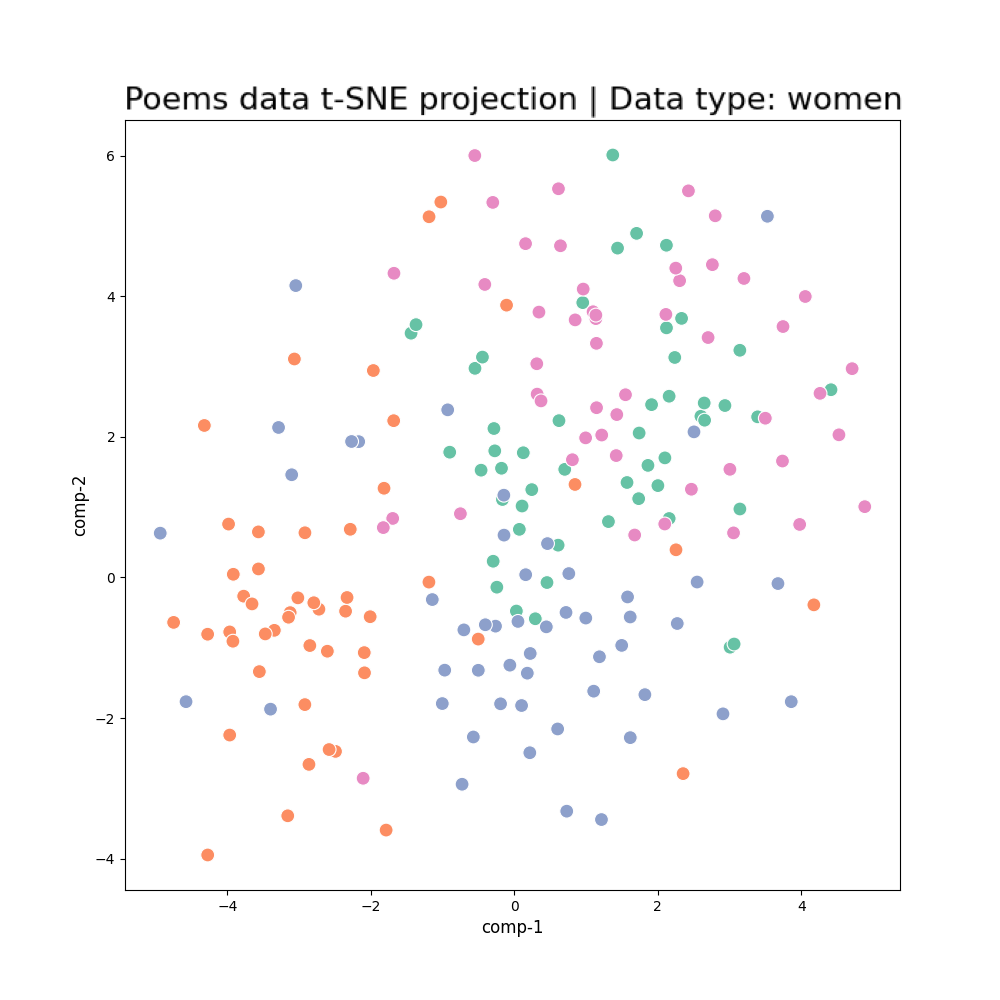 Poems data t-SNE projection | Data type: women
6
4
2
0
−2
−4
comp-2
−4 −2 0 2 4
comp-1